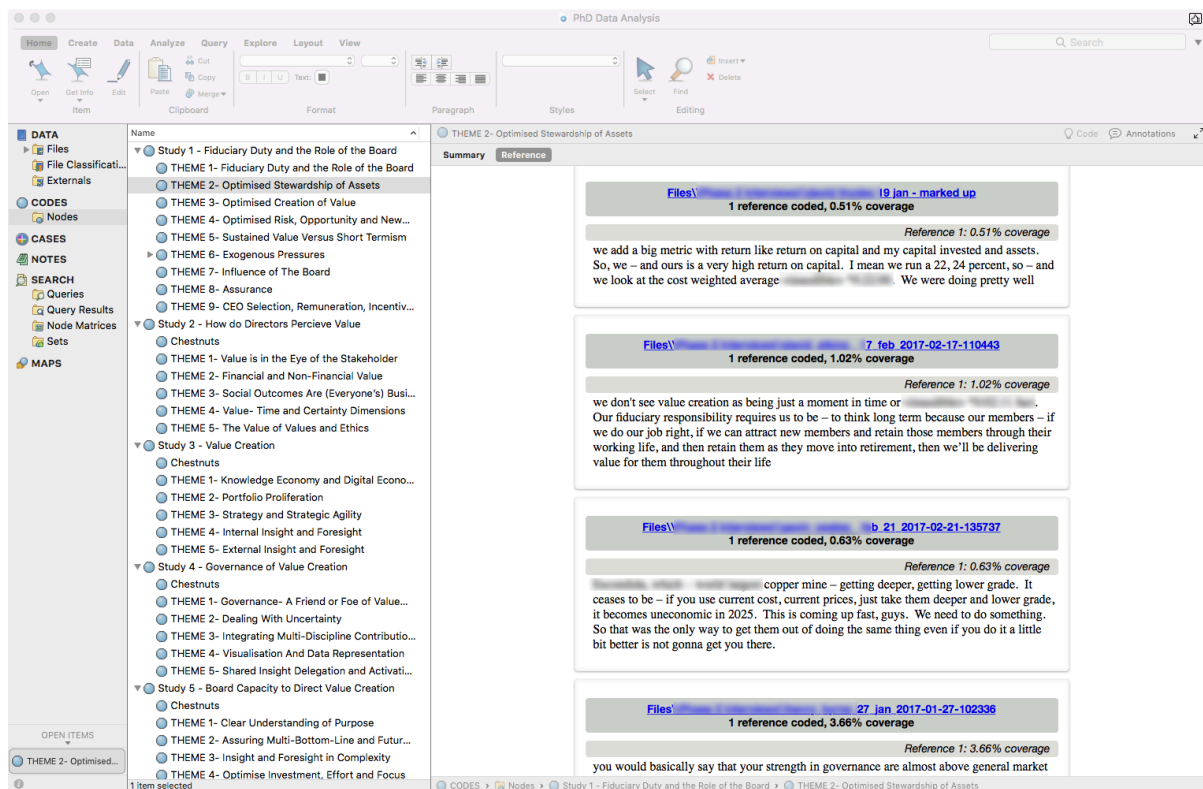 PhD Data Analysis
Home Create Data Analyze Query Explore Layout View
Search
Open
Get Info
Edit
Item
Paste
Cut
Copy
Merge
Clipboard
B I U Text:
Format
Paragraph
Styles
Select
Find
Insert
Delete
Editing
DATA
Files
File Classificati...
Externals
CODES
Nodes
CASES
NOTES
SEARCH
Queries
Query Results
Node Matrices
Sets
MAPS
OPEN ITEMS
THEME 2- Optimised...
Name
Study 1 - Fiduciary Duty and the Role of the Board
THEME 1- Fiduciary Duty and the Role of the Board
THEME 2- Optimised Stewardship of Assets
THEME 3- Optimised Creation of Value
THEME 4- Optimised Risk, Opportunity and New...
THEME 5- Sustained Value Versus Short Termism
THEME 6- Exogenous Pressures
THEME 7- Influence of The Board
THEME 8- Assurance
THEME 9- CEO Selection, Remuneration, Incentiv...
Study 2 - How do Directors Percieve Value
Chestnuts
THEME 1- Value is in the Eye of the Stakeholder
THEME 2- Financial and Non-Financial Value
THEME 3- Social Outcomes Are (Everyone's) Busi...
THEME 4- Value- Time and Certainty Dimensions
THEME 5- The Value of Values and Ethics
Study 3 - Value Creation
Chestnuts
THEME 1- Knowledge Economy and Digital Econo...
THEME 2- Portfolio Proliferation
THEME 3- Strategy and Strategic Agility
THEME 4- Internal Insight and Foresight
THEME 5- External Insight and Foresight
Study 4 - Governance of Value Creation
Chestnuts
THEME 1- Governance- A Friend or Foe of Value...
THEME 2- Dealing With Uncertainty
THEME 3- Integrating Multi-Discipline Contributio...
THEME 4- Visualisation And Data Representation
THEME 5- Shared Insight Delegation and Activati...
Study 5 - Board Capacity to Direct Value Creation
Chestnuts
THEME 1- Clear Understanding of Purpose
THEME 2- Assuring Multi-Bottom-Line and Futur...
THEME 3- Insight and Foresight in Complexity
THEME 4- Optimise Investment, Effort and Focus
1 item selected
THEME 2- Optimised Stewardship of Assets
Code Annotations
Summary Reference
Files\\ 19 jan - marked up
1 reference coded, 0.51% coverage
Reference 1: 0.51% coverage
we add a big metric with return like return on capital and my capital invested and assets.
So, we – and ours is a very high return on capital. I mean we run a 22, 24 percent, so – and
we look at the cost weighted average We were doing pretty well
Files\\ 7_feb_2017-02-17-110443
1 reference coded, 1.02% coverage
Reference 1: 1.02% coverage
we don't see value creation as being just a moment in time or
Our fiduciary responsibility requires us to be – to think long term because our members – if
we do our job right, if we can attract new members and retain those members through their
working life, and then retain them as they move into retirement, then we'll be delivering
value for them throughout their life
Files\\ b_21_2017-02-21-135737
1 reference coded, 0.63% coverage
Reference 1: 0.63% coverage
copper mine – getting deeper, getting lower grade. It
ceases to be – if you use current cost, current prices, just take them deeper and lower grade,
it becomes uneconomic in 2025. This is coming up fast, guys. We need to do something.
So that was the only way to get them out of doing the same thing even if you do it a little
bit better is not gonna get you there.
Files\\ 27_jan_2017-01-27-102336
1 reference coded, 3.66% coverage
Reference 1: 3.66% coverage
you would basically say that your strength in governance are almost above general market
CODES > Nodes > Study 1 - Fiduciary Duty and the Role of the Board > THEME 2- Optimised Stewardship of Assets